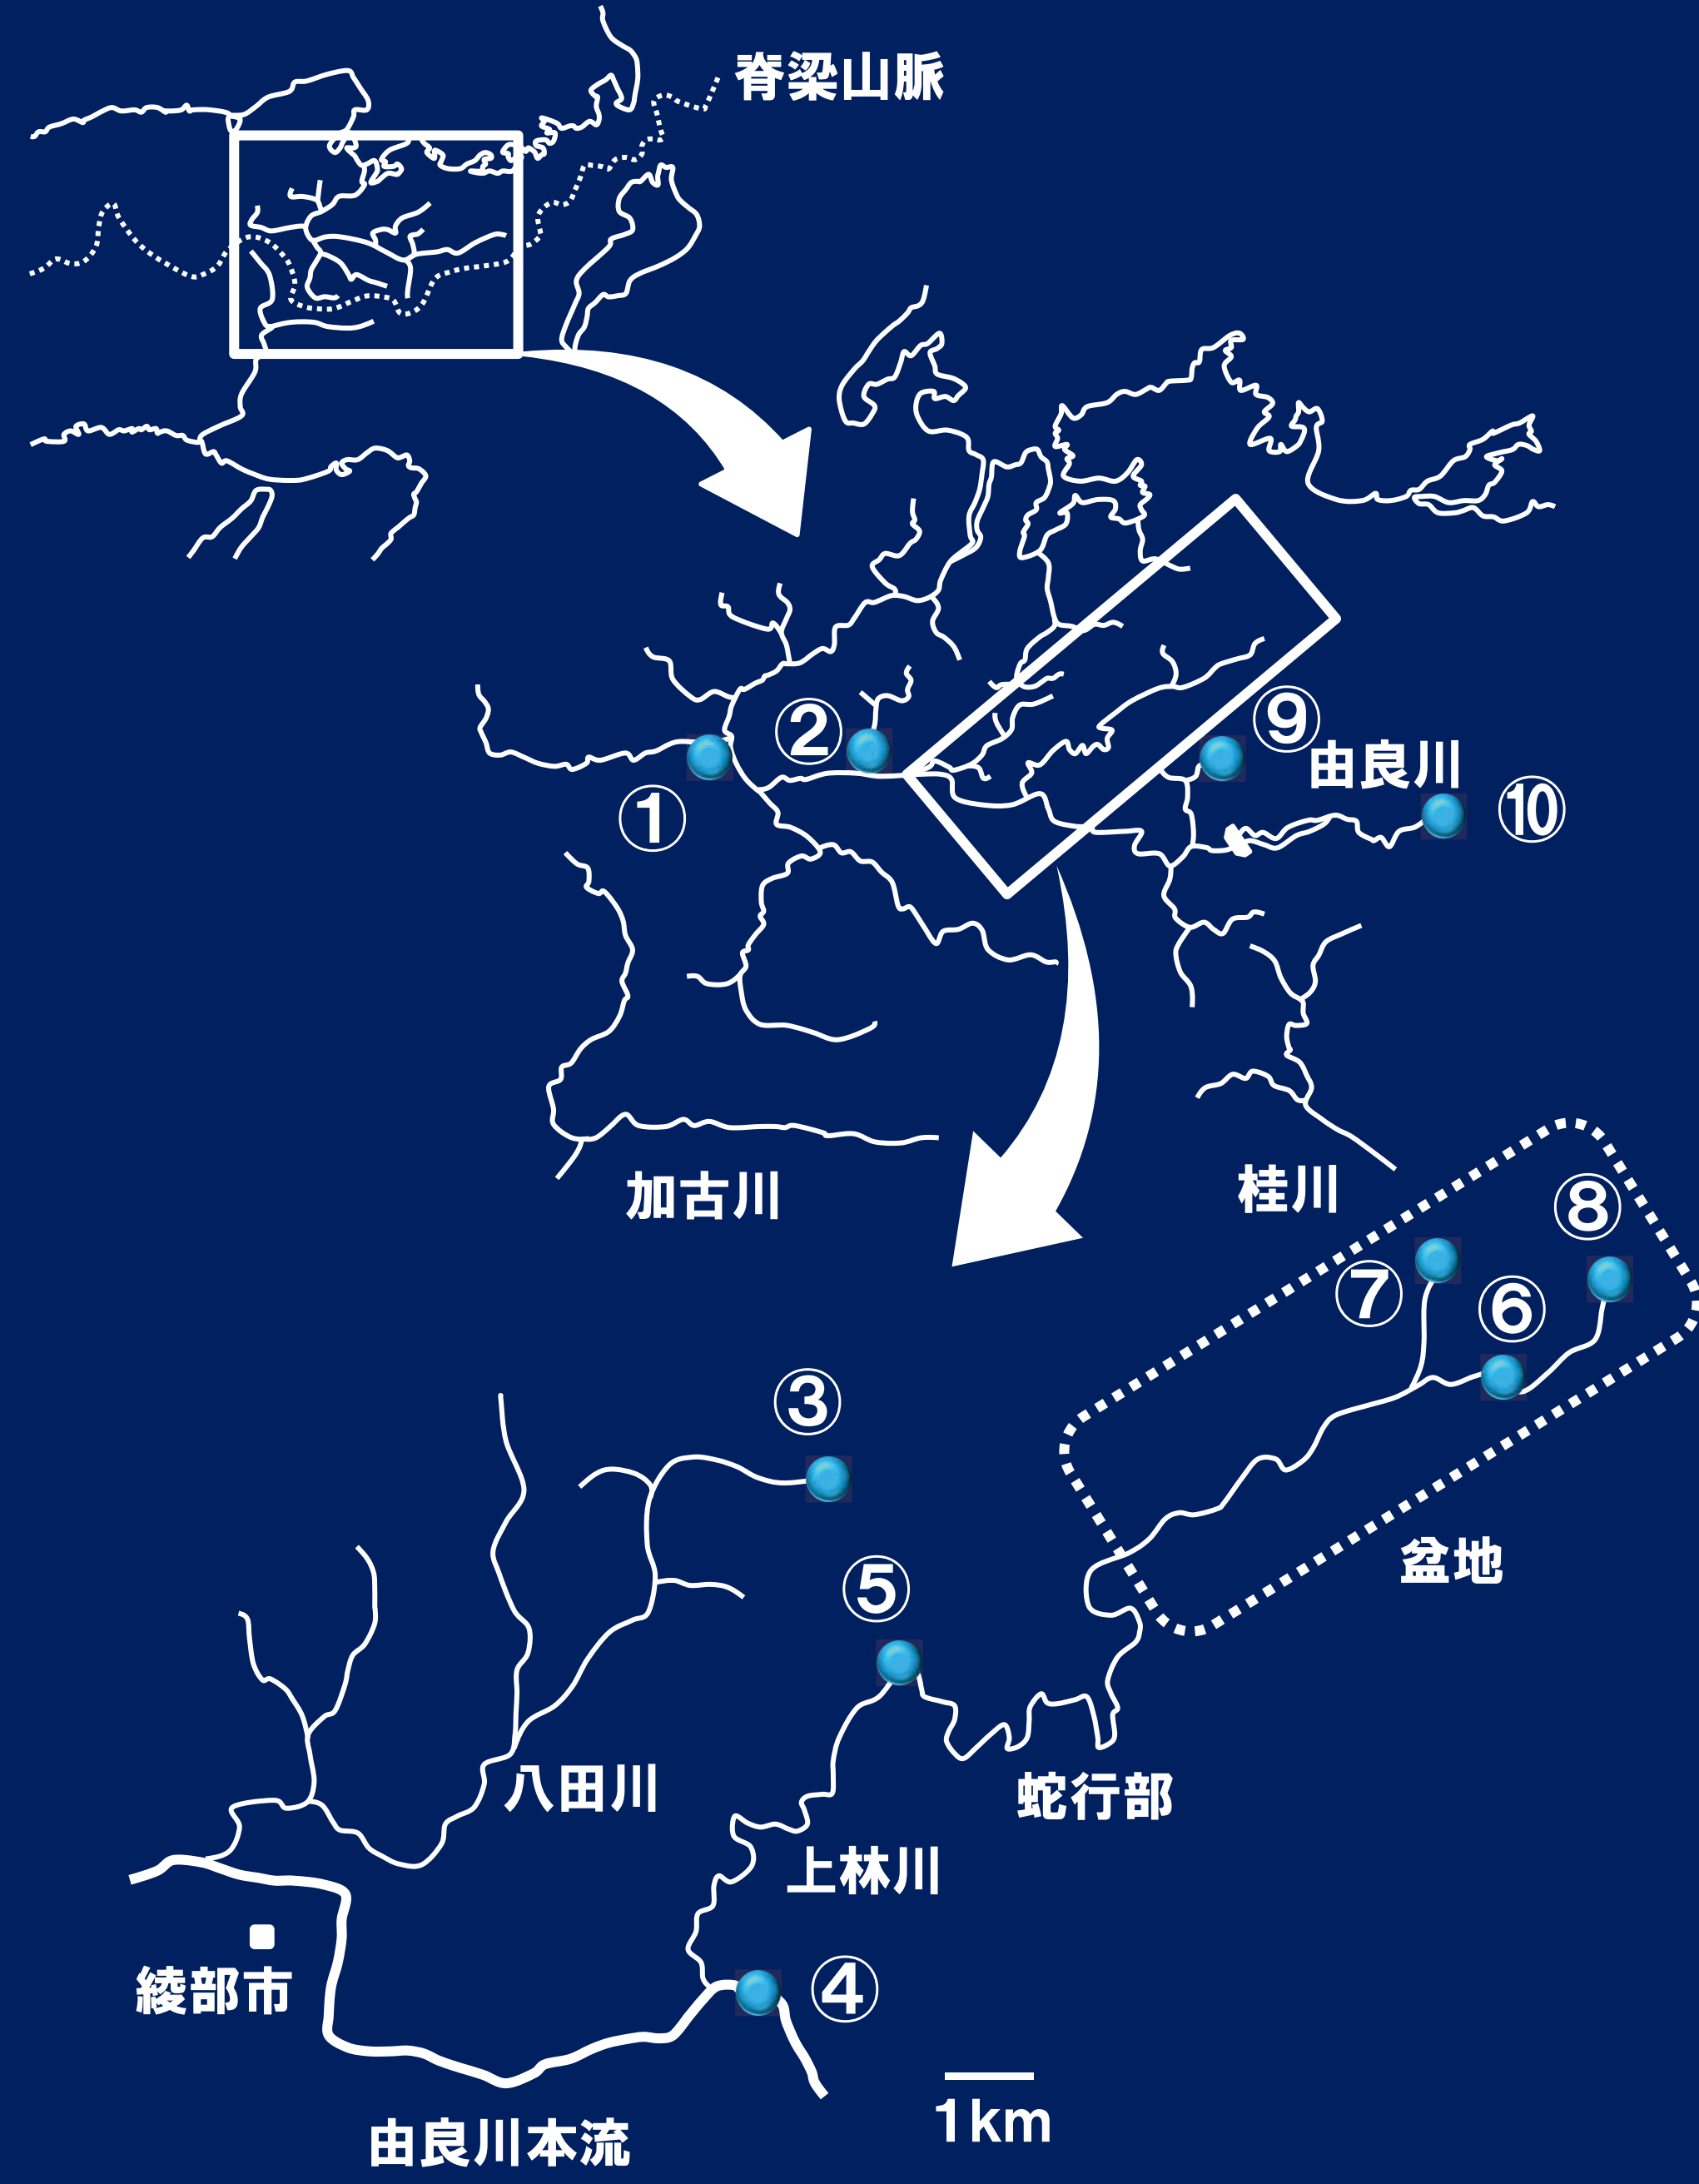 脊梁山脈
②
⑨
由良川
①
⑩
加古川
桂川
⑧
⑦
⑥
③
盆地
⑤
八田川
蛇行部
上林川
綾部市
④
1km
由良川本流